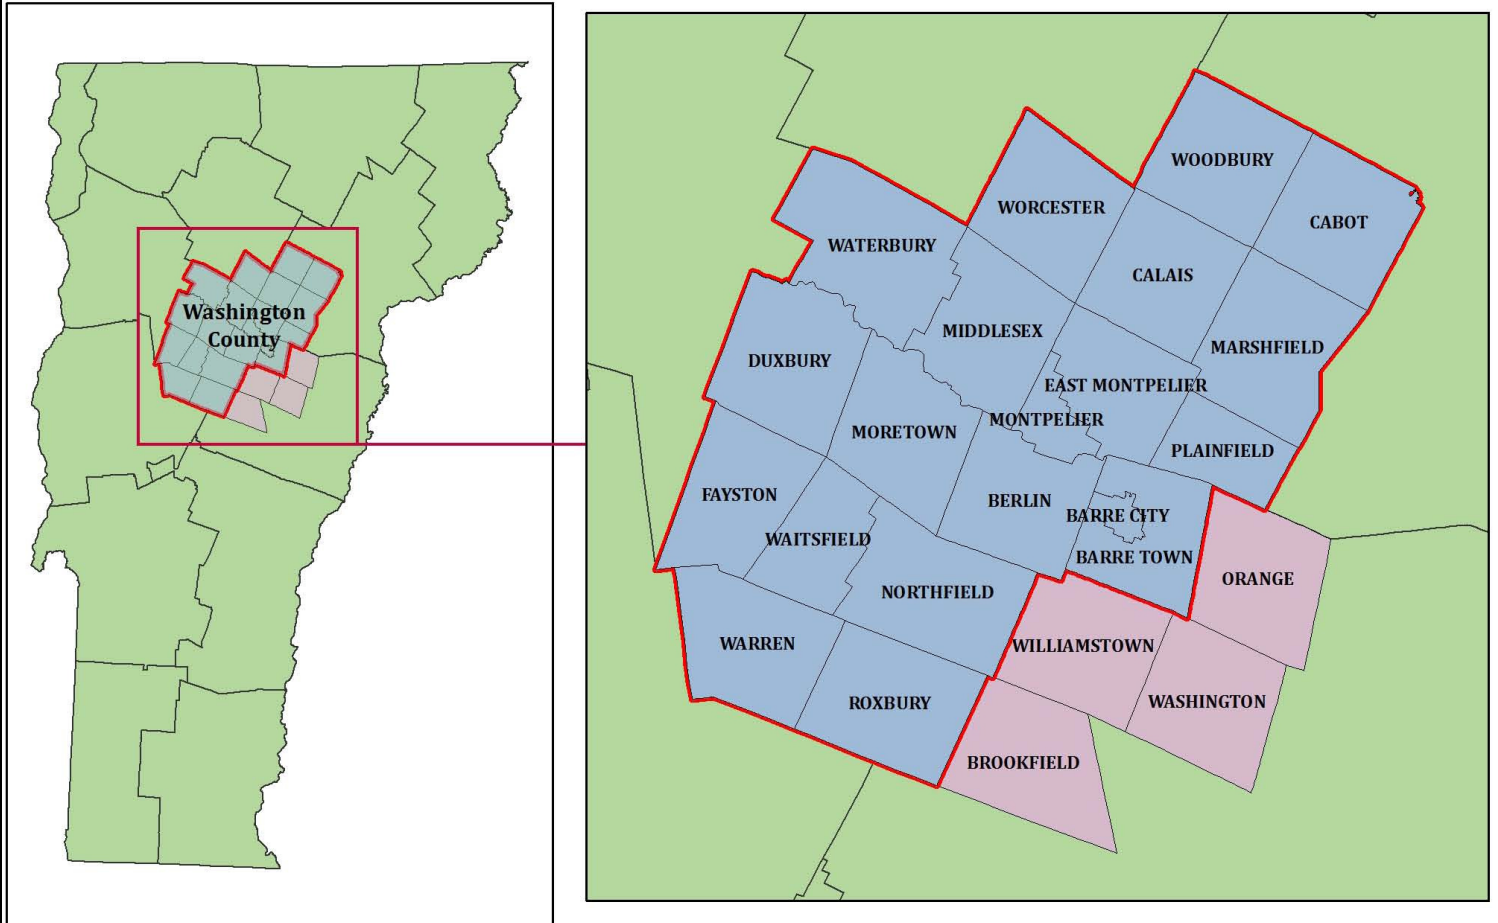 Washington
County
WOODBURY
WORCESTER
CABOT
WATERBURY
CALAIS
MIDDLESEX
MARSHFIELD
DUXBURY
EAST MONTPELIER
MONTPELIER
MORETOWN
PLAINFIELD
FAYSTON
BERLIN
BARRE CITY
WAITSFIELD
BARRE TOWN
ORANGE
NORTHFIELD
WARREN
WILLIAMSTOWN
ROXBURY
WASHINGTON
BROOKFIELD